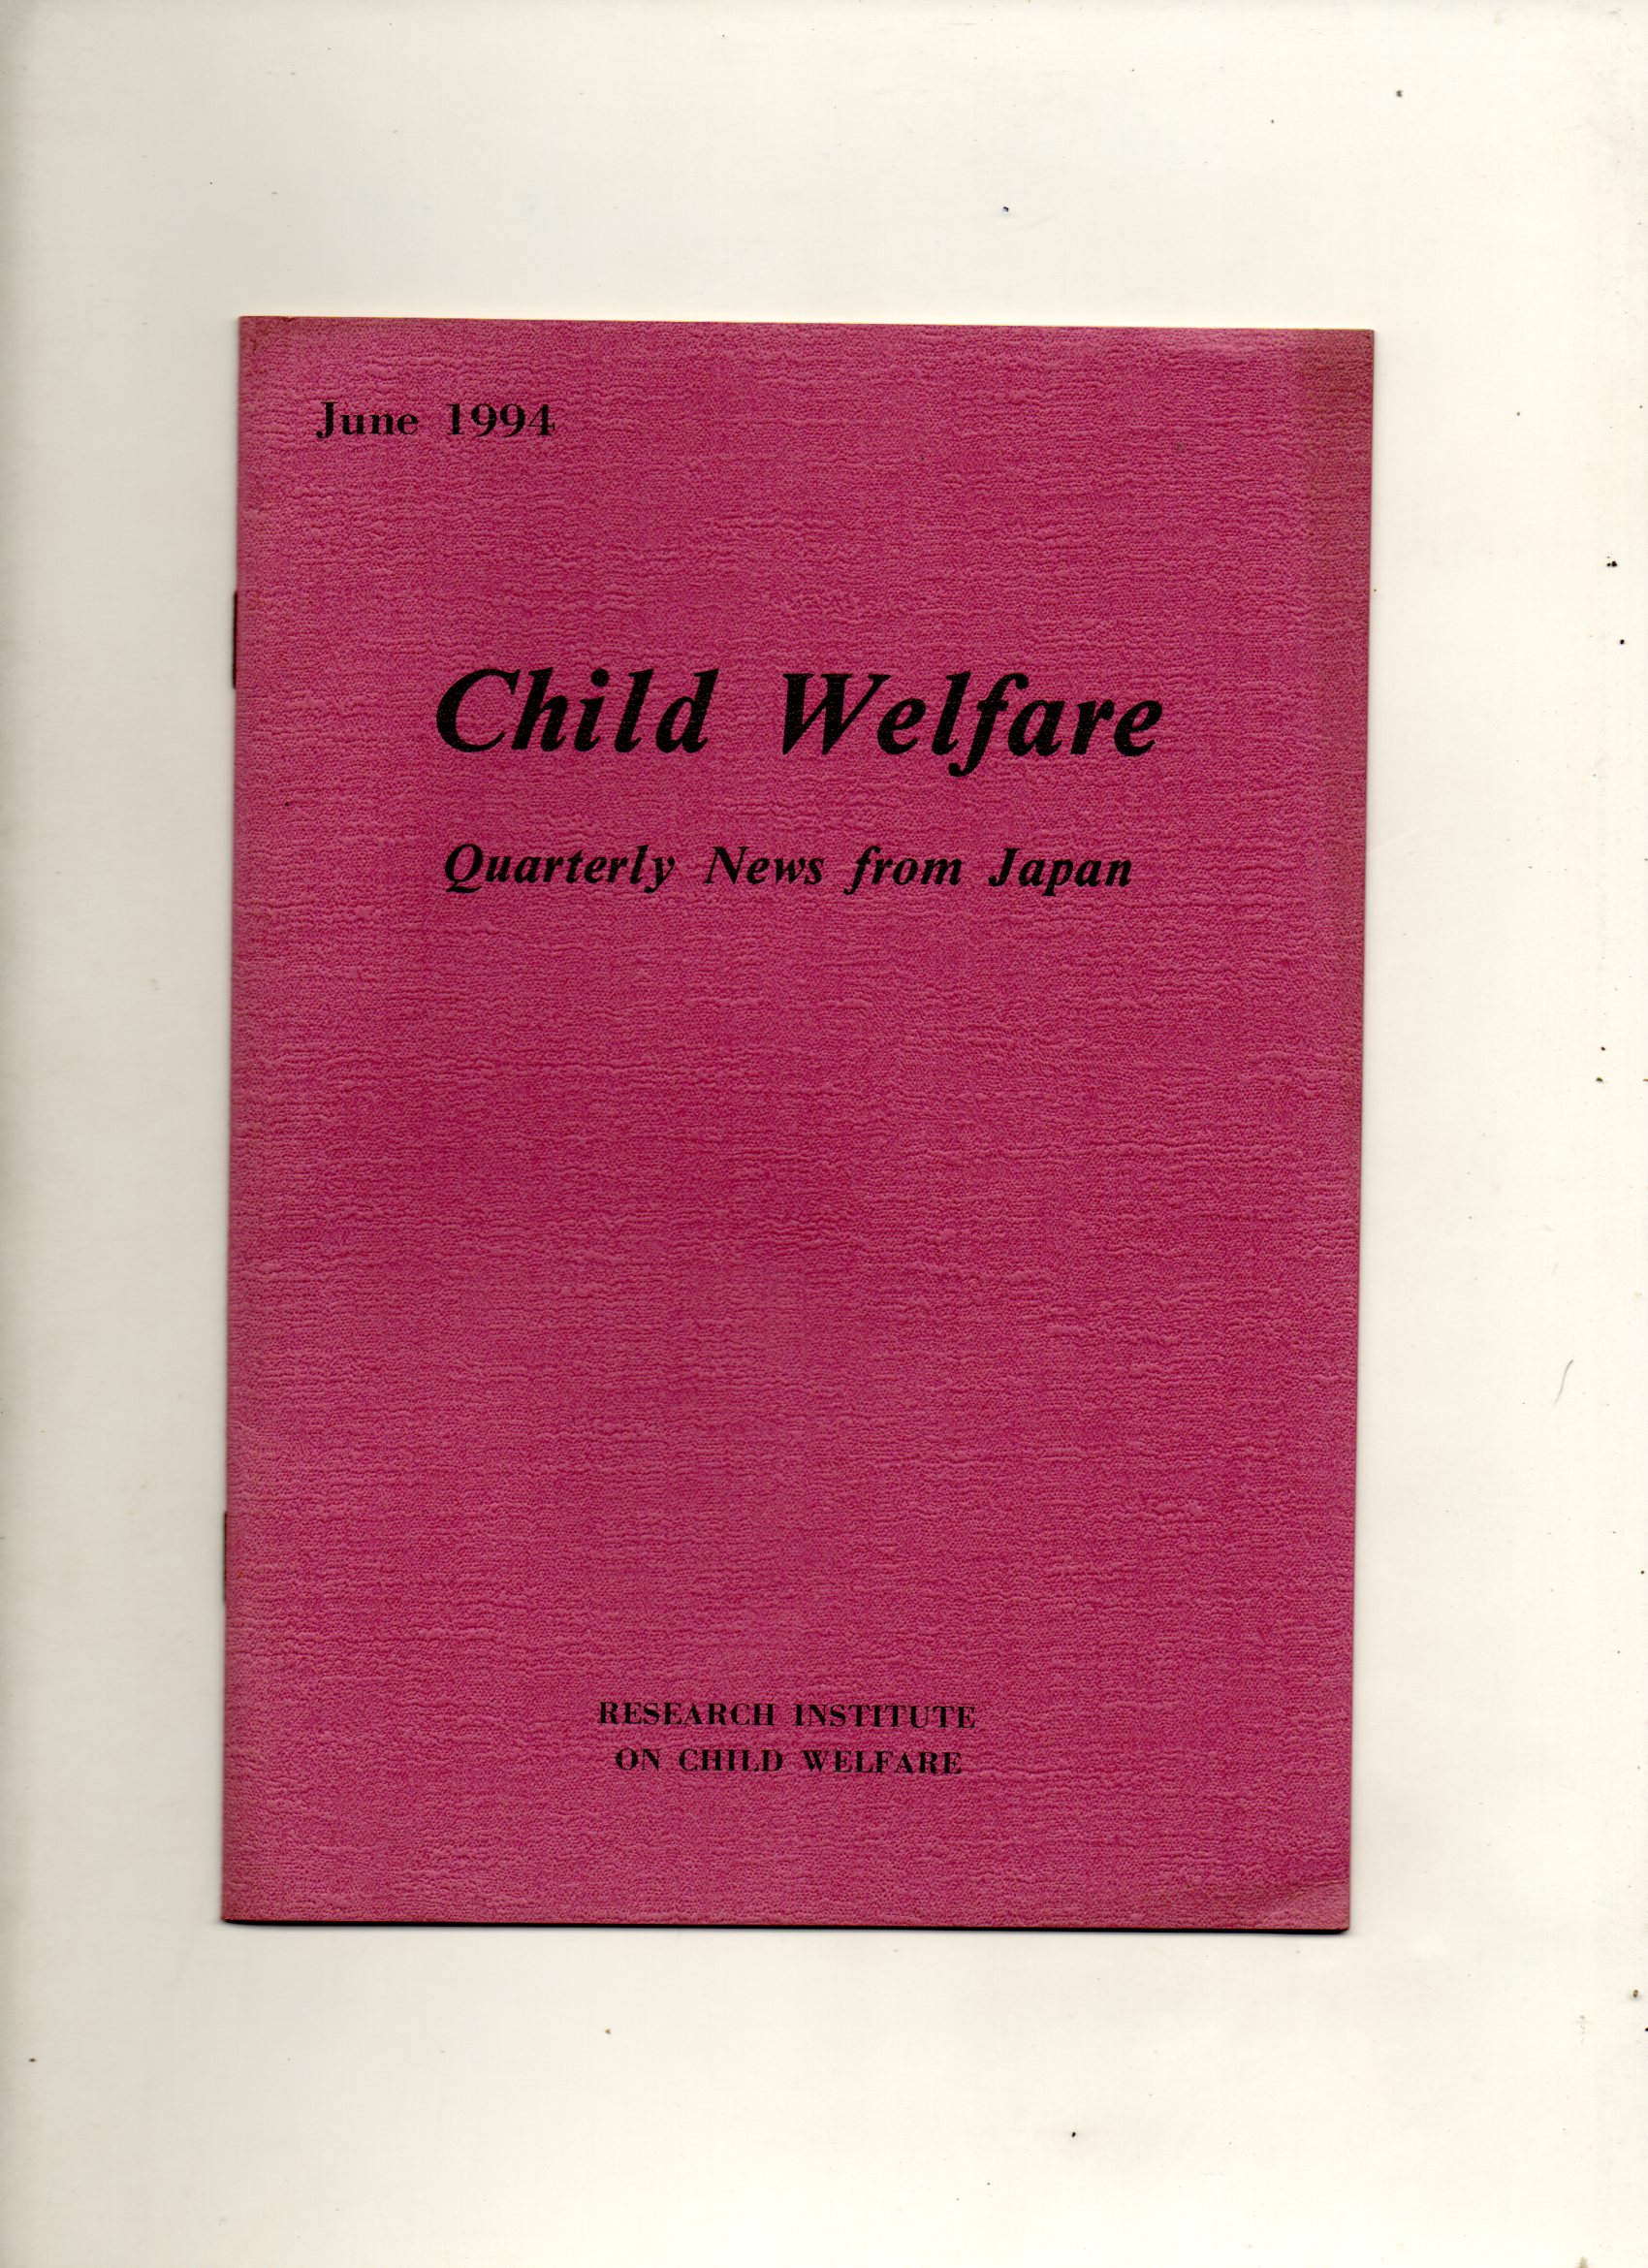 June 1994
Child Welfare
Quarterly News from Japan
RESEARCH INSTITUTE
ON CHILD WELFARE